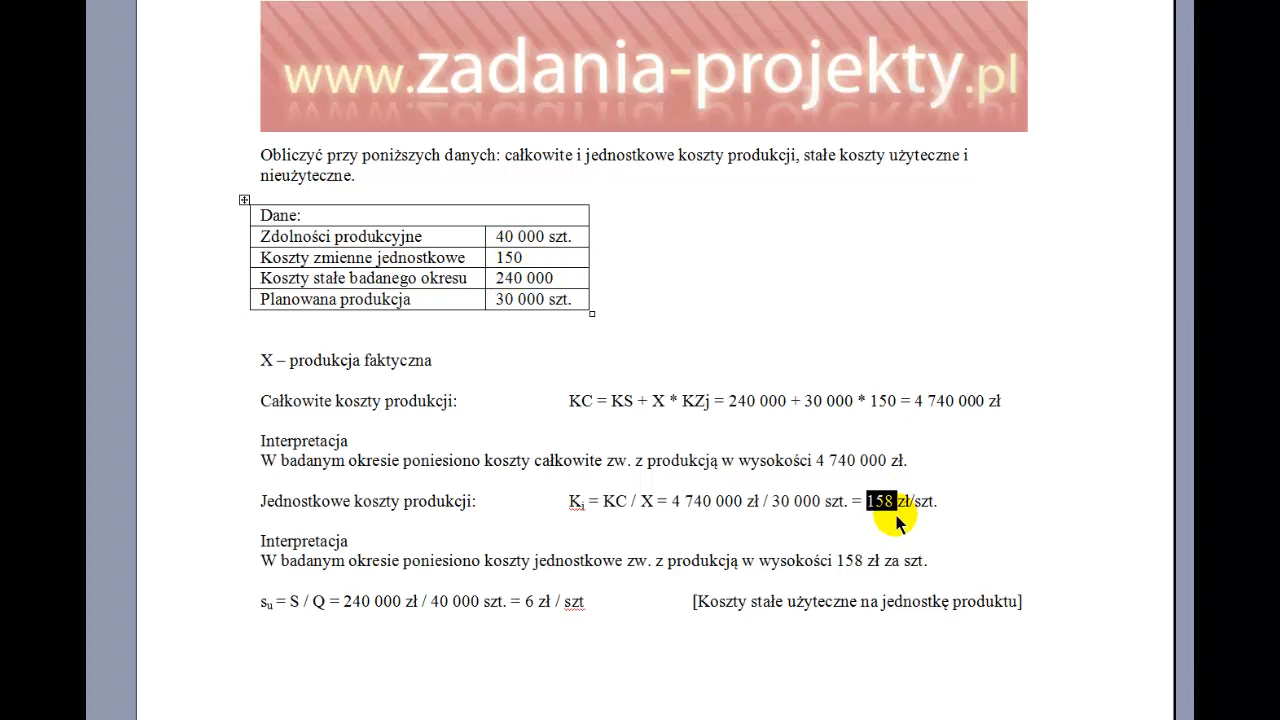 www.zadania-projekty.pl
Obliczyć przy poniższych danych: całkowite i jednostkowe koszty produkcji, stałe koszty użyteczne i
nieużyteczne.
Dane:
Zdolności produkcyjne 40 000 szt.
Koszty zmienne jednostkowe 150
Koszty stałe badanego okresu 240 000
Planowana produkcja 30 000 szt.
X – produkcja faktyczna
Całkowite koszty produkcji: KC = KS + X * KZj = 240 000 + 30 000 * 150 = 4 740 000 zł
Interpretacja
W badanym okresie poniesiono koszty całkowite zw. z produkcją w wysokości 4 740 000 zł.
Jednostkowe koszty produkcji: Kj = KC / X = 4 740 000 zł / 30 000 szt. = 158 zł/szt.
Interpretacja
W badanym okresie poniesiono koszty jednostkowe zw. z produkcją w wysokości 158 zł za szt.
su = S / Q = 240 000 zł / 40 000 szt. = 6 zł / szt [Koszty stałe użyteczne na jednostkę produktu]